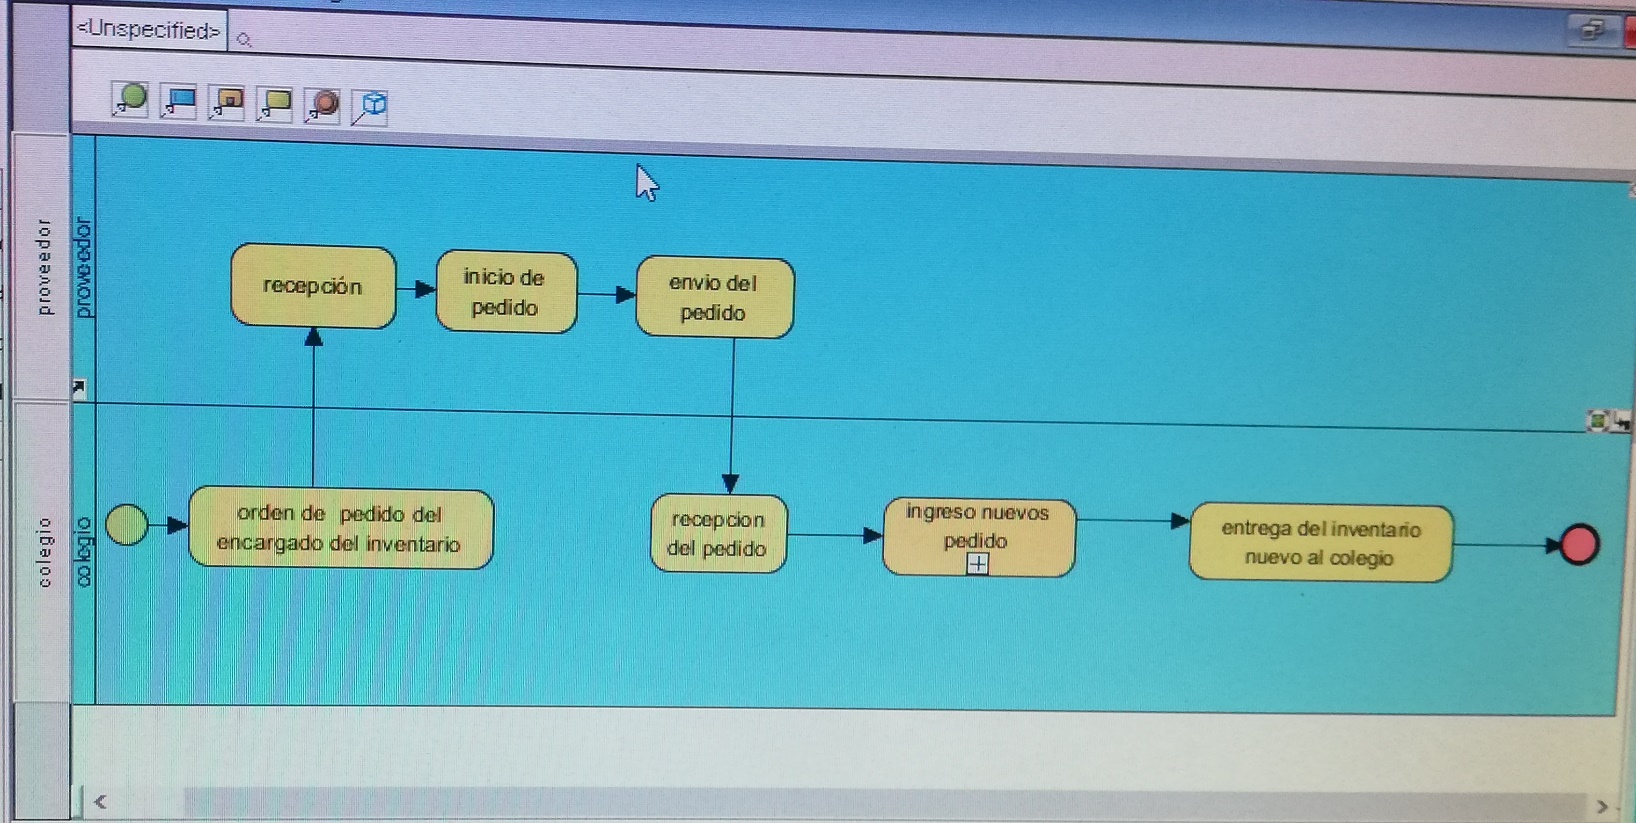 <Unspecified>
proveedor
proveedor
recepción
inicio de
pedido
envio del
pedido
colegio
colegio
orden de pedido del
encargado del inventario
recepcion
del pedido
ingreso nuevos
pedido
entrega del inventario
nuevo al colegio